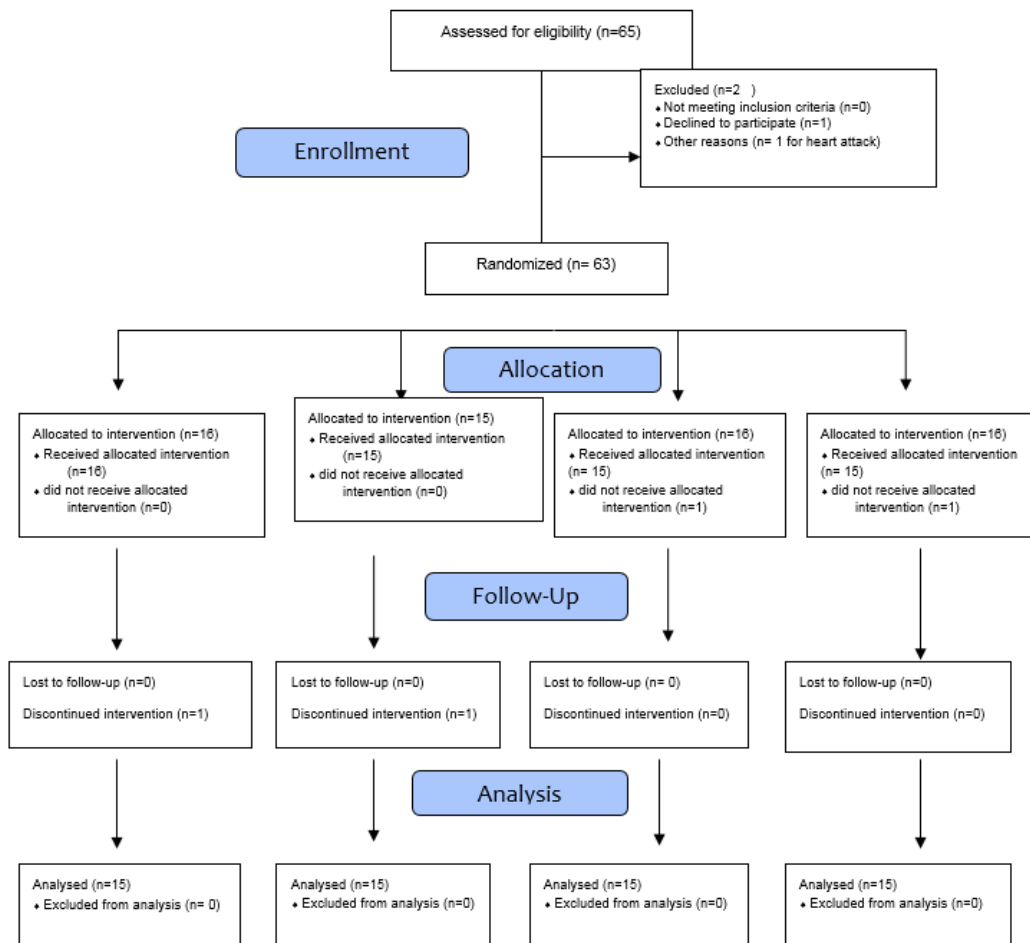 Assessed for eligibility (n=65)
Excluded (n=2   )
♦ Not meeting inclusion criteria (n=0)
♦ Declined to participate (n=1)
♦ Other reasons (n= 1 for heart attack)
Enrollment
Randomized (n= 63)
Allocation
Allocated to intervention (n=16)
♦ Received allocated intervention
(n=16)
♦ did not receive allocated
intervention (n=0)
Allocated to intervention (n=15)
♦ Received allocated intervention
(n=15)
♦ did not receive allocated
intervention (n=0)
Allocated to intervention (n=16)
♦ Received allocated intervention
(n= 15)
♦ did not receive allocated
intervention (n=1)
Allocated to intervention (n=16)
♦ Received allocated intervention
(n= 15)
♦ did not receive allocated
intervention (n=1)
Follow-Up
Lost to follow-up (n=0)
Discontinued intervention (n=1)
Lost to follow-up (n=0)
Discontinued intervention (n=1)
Lost to follow-up (n= 0)
Discontinued intervention (n=0)
Lost to follow-up (n=0)
Discontinued intervention (n=0)
Analysis
Analysed (n=15)
♦ Excluded from analysis (n= 0)
Analysed (n=15)
♦ Excluded from analysis (n=0)
Analysed (n=15)
♦ Excluded from analysis (n=0)
Analysed (n=15)
♦ Excluded from analysis (n=0)